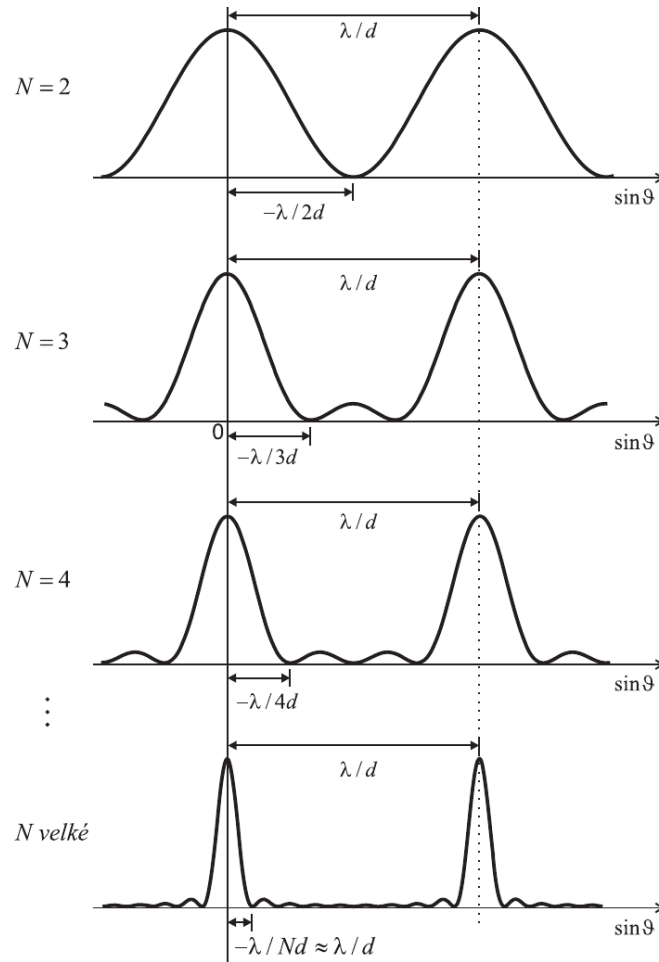 λ/d
N = 2
sinϑ
−λ/2d
λ/d
N = 3
0
sinϑ
−λ/3d
λ/d
N = 4
sinϑ
−λ/4d
⋮
λ/d
N velké
sinϑ
−λ/Nd ≈ λ/d